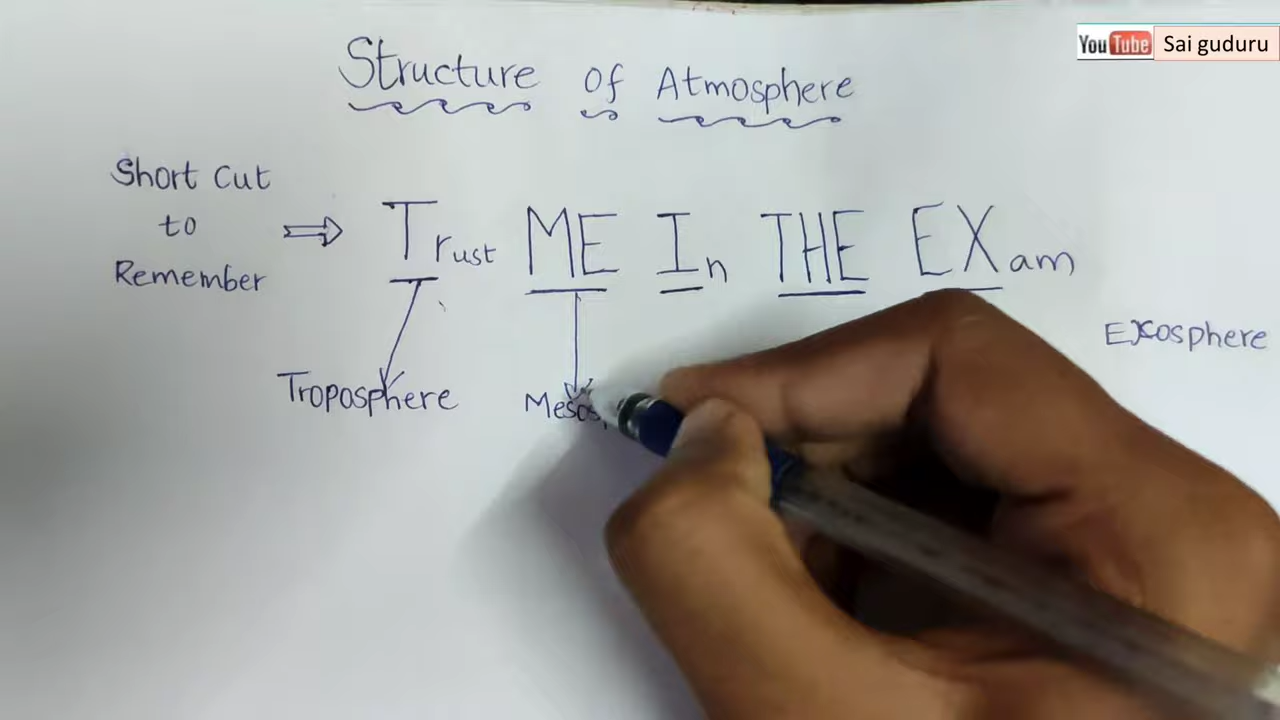 YouTube Sai guduru
Structure of Atmosphere
Short Cut
to
Remember
⇒ Trust ME In THE EXam
Exosphere
Troposphere